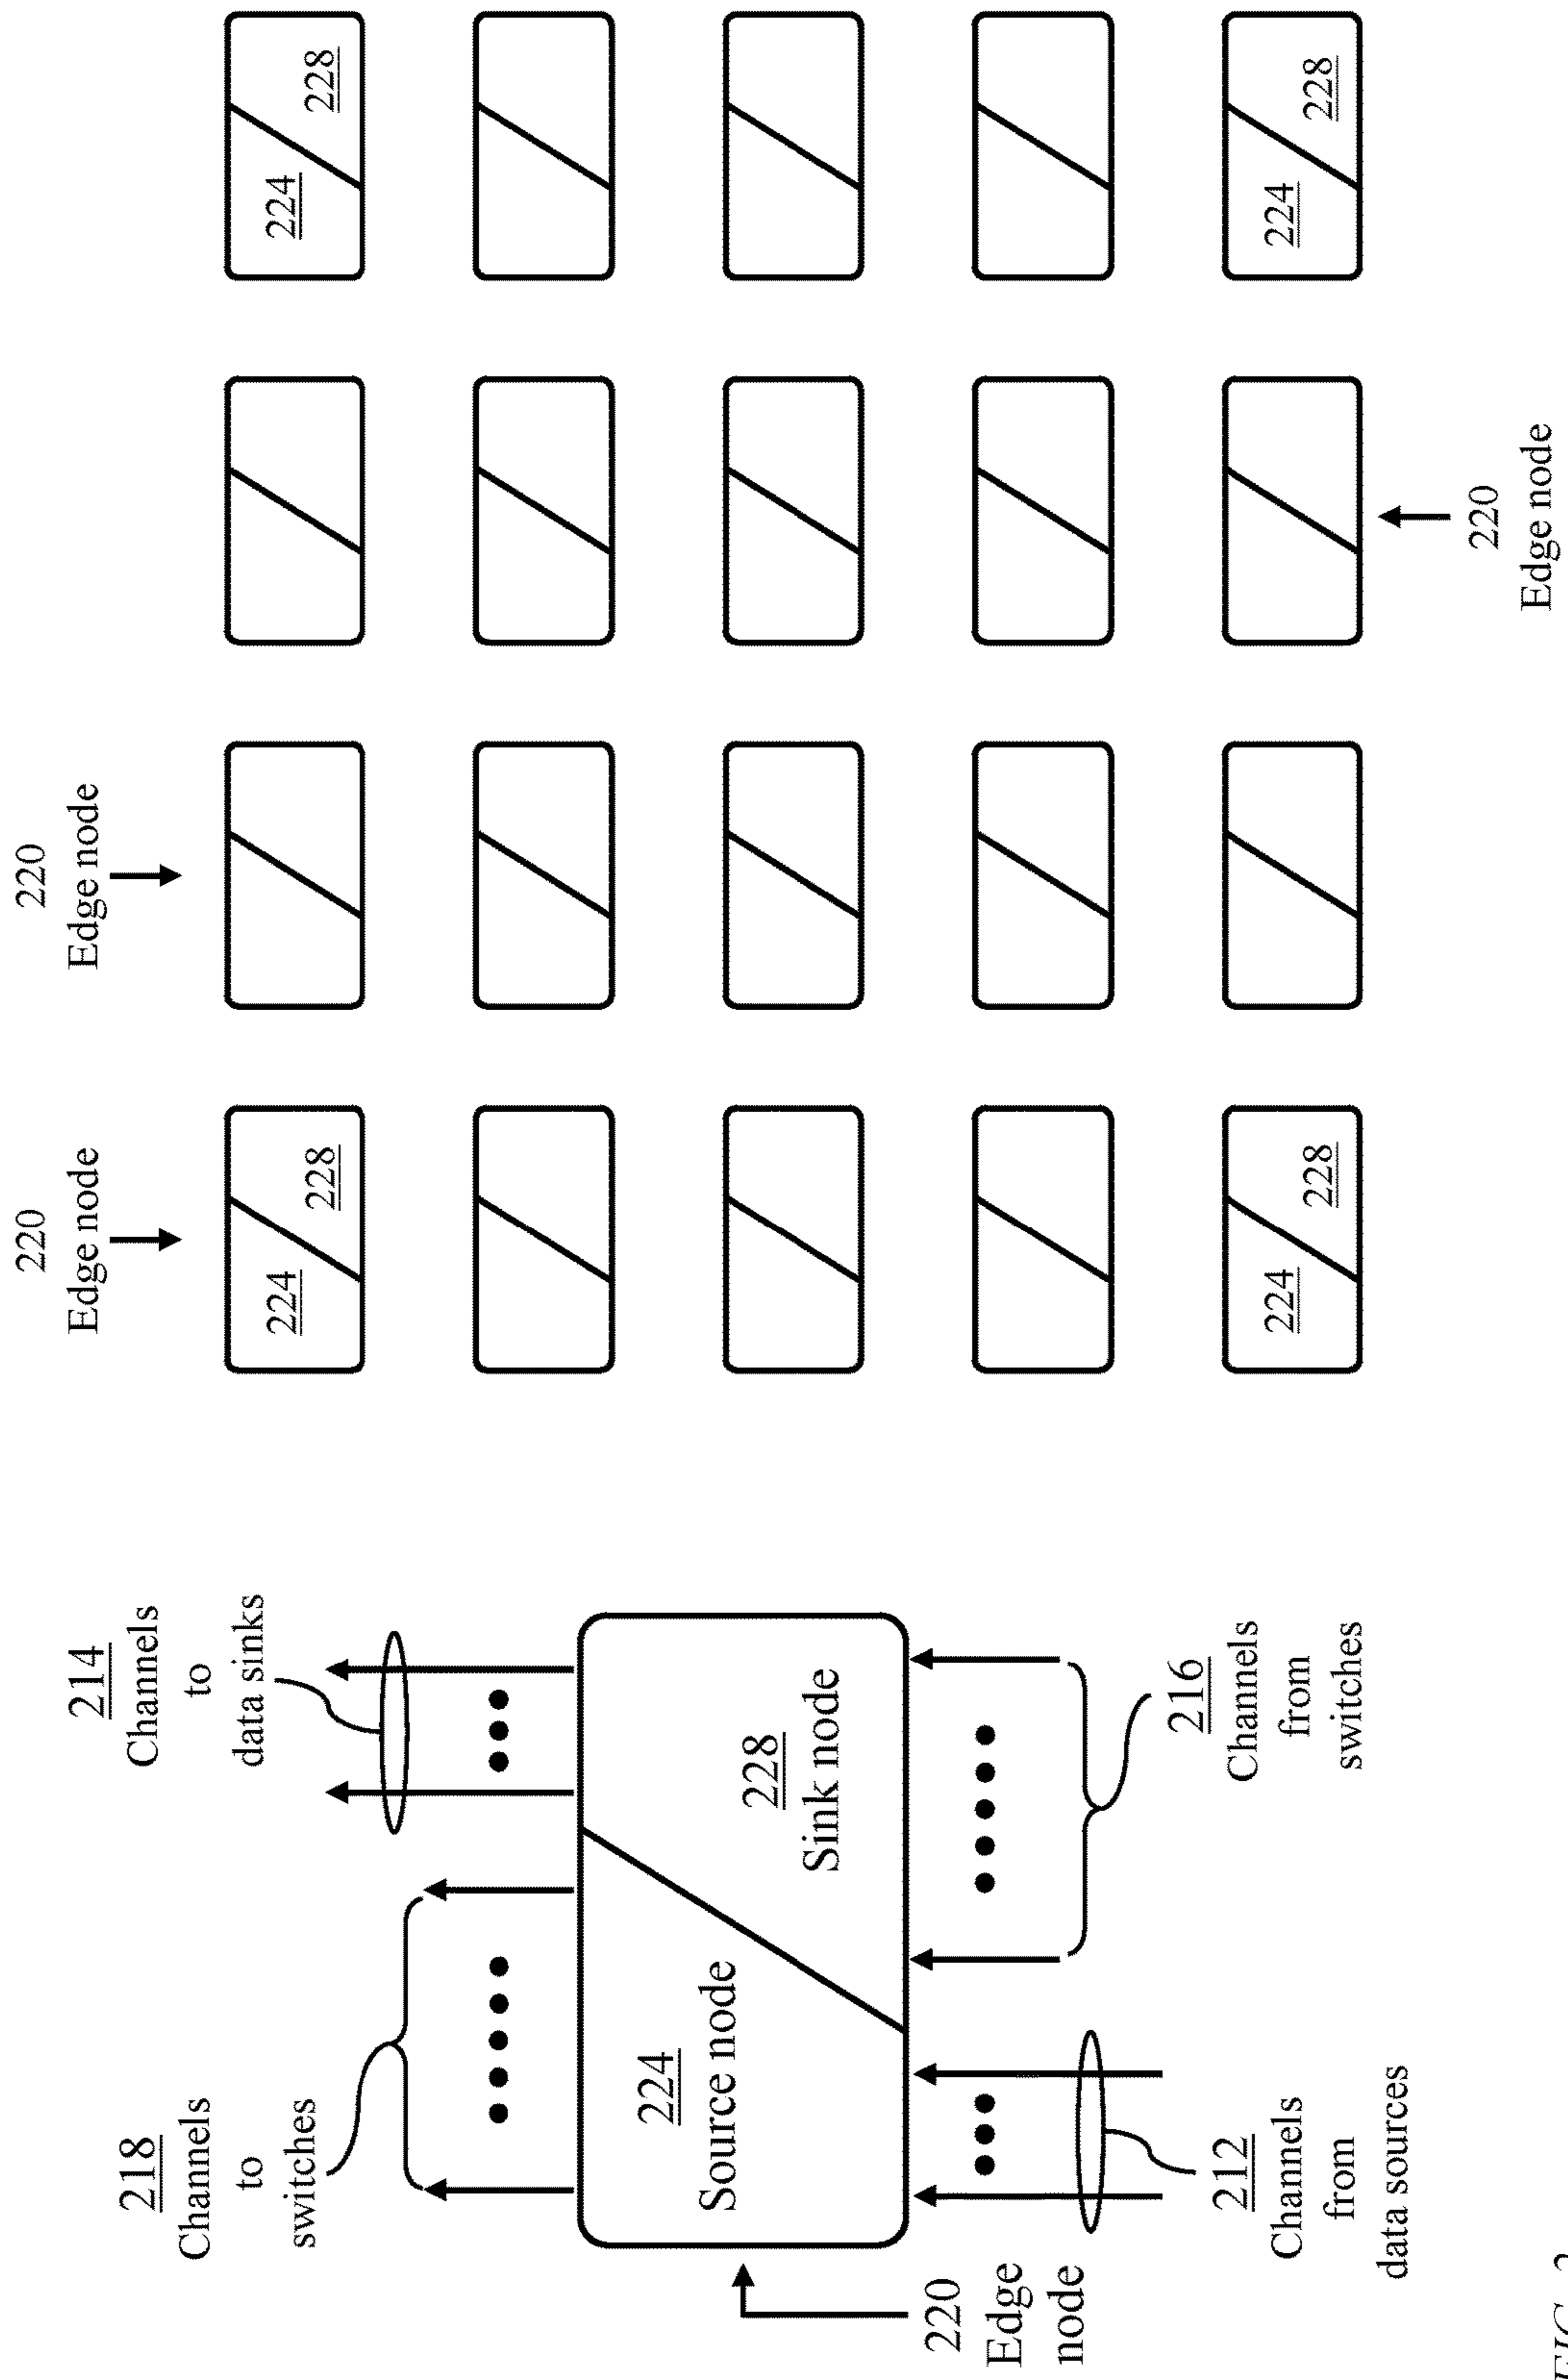 218
Channels
to
switches
214
Channels
to
data sinks
220
Edge node
224
Source node
228
Sink node
212
Channels
from
data sources
216
Channels
from
switches
220
Edge node
220
Edge node
224
228
224
228
224
228
224
228
220
Edge node
FIG. 2